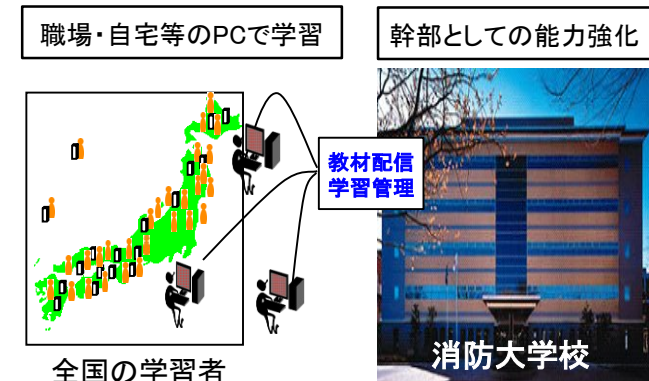 職場・自宅等のPCで学習
幹部としての能力強化
教材配信
学習管理
全国の学習者
消防大学校